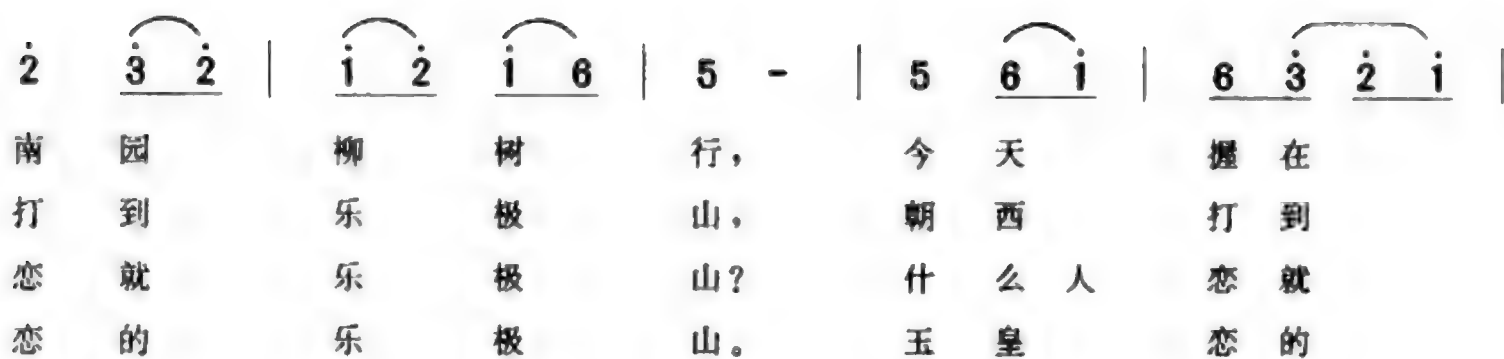 2̇ 3̇ 2̇ | 1̇ 2̇ 1̇ 6 | 5 - | 5 6 1̇ | 6 3̇ 2̇ 1̇ |
南园柳树行，今天握在
打到乐极山，朝西打到
恋就乐极山？什么人恋就
恋的乐极山。玉皇恋的